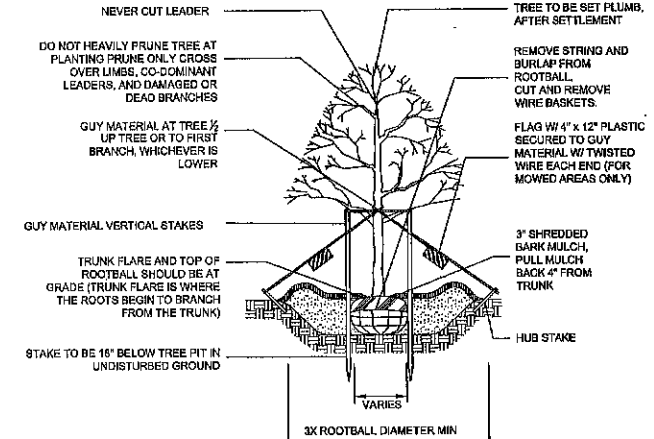 NEVER CUT LEADER
DO NOT HEAVILY PRUNE TREE AT
PLANTING PRUNE ONLY CROSS
OVER LIMBS, CO-DOMINANT
LEADERS, AND DAMAGED OR
DEAD BRANCHES
GUY MATERIAL AT TREE ½
UP TREE OR TO FIRST
BRANCH, WHICHEVER IS
LOWER
GUY MATERIAL VERTICAL STAKES
TRUNK FLARE AND TOP OF
ROOTBALL SHOULD BE AT
GRADE (TRUNK FLARE IS WHERE
THE ROOTS BEGIN TO BRANCH
FROM THE TRUNK)
STAKE TO BE 18" BELOW TREE PIT IN
UNDISTURBED GROUND
TREE TO BE SET PLUMB,
AFTER SETTLEMENT
REMOVE STRING AND
BURLAP FROM
ROOTBALL,
CUT AND REMOVE
WIRE BASKETS.
FLAG W/ 4" x 12" PLASTIC
SECURED TO GUY
MATERIAL W/ TWISTED
WIRE EACH END (FOR
MOWED AREAS ONLY)
3" SHREDDED
BARK MULCH,
PULL MULCH
BACK 4" FROM
TRUNK
HUB STAKE
VARIES
3X ROOTBALL DIAMETER MIN